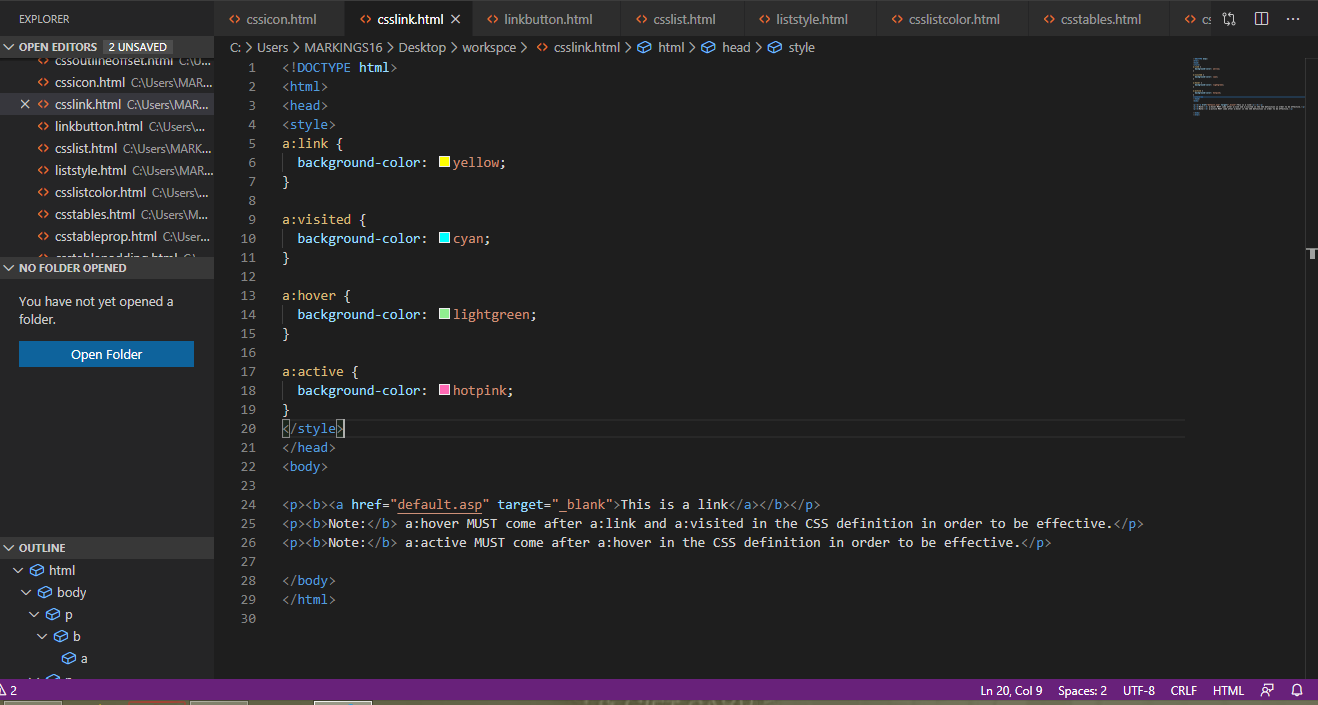 EXPLORER
OPEN EDITORS 2 UNSAVED
cssoutlineoffset.html C:\U...
cssicon.html C:\Users\MAR...
csslink.html C:\Users\MAR...
linkbutton.html C:\Users\...
csslist.html C:\Users\MARK...
liststyle.html C:\Users\MAR...
csslistcolor.html C:\Users\...
csstables.html C:\Users\M...
csstableprop.html C:\User...
csstablepadding.html C:\...
NO FOLDER OPENED
You have not yet opened a
folder.
Open Folder
OUTLINE
html
body
p
b
a
cssicon.html csslink.html linkbutton.html csslist.html liststyle.html csslistcolor.html csstables.html cs
C: > Users > MARKINGS16 > Desktop > workspce > csslink.html > html > head > style
1 <!DOCTYPE html>
2 <html>
3 <head>
4 <style>
5 a:link {
6 background-color: yellow;
7 }
8
9 a:visited {
10 background-color: cyan;
11 }
12
13 a:hover {
14 background-color: lightgreen;
15 }
16
17 a:active {
18 background-color: hotpink;
19 }
20 </style>
21 </head>
22 <body>
23
24 <p><b><a href="default.asp" target="_blank">This is a link</a></b></p>
25 <p><b>Note:</b> a:hover MUST come after a:link and a:visited in the CSS definition in order to be effective.</p>
26 <p><b>Note:</b> a:active MUST come after a:hover in the CSS definition in order to be effective.</p>
27
28 </body>
29 </html>
30
2 Ln 20, Col 9 Spaces: 2 UTF-8 CRLF HTML